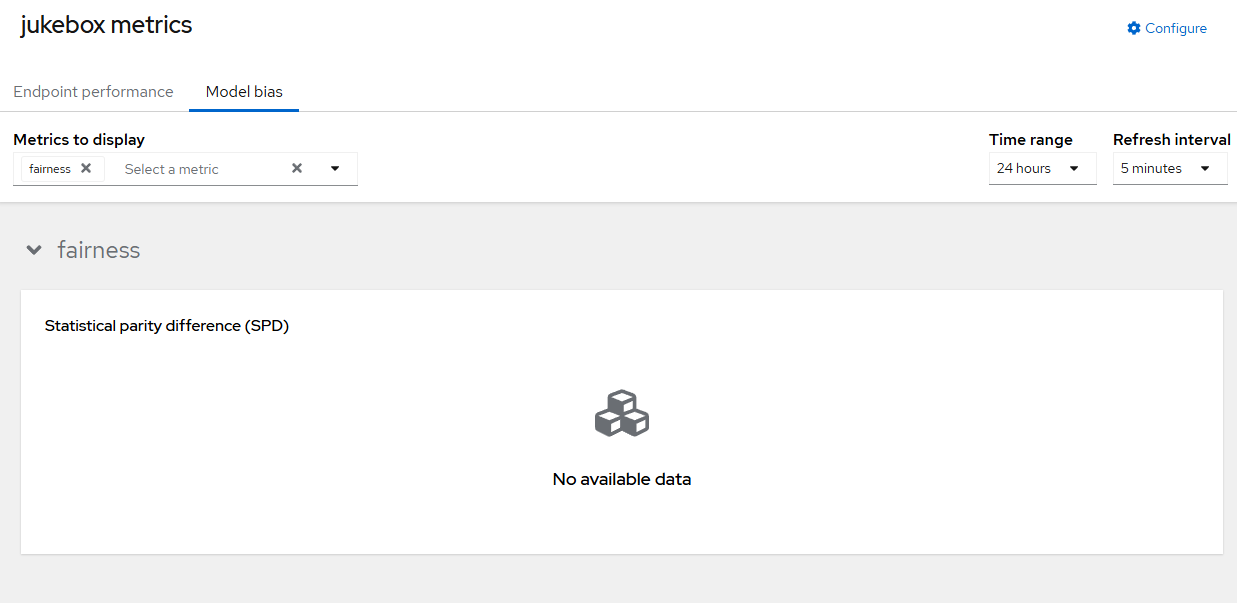 jukebox metrics
Configure
Endpoint performance Model bias
Metrics to display Time range Refresh interval
fairness Select a metric 24 hours 5 minutes
fairness
Statistical parity difference (SPD)
No available data